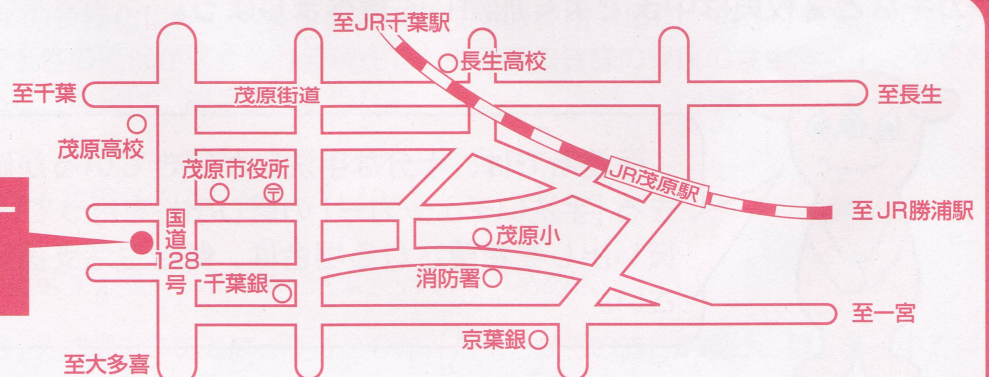 至JR千葉駅
長生高校
至千葉
茂原街道
至長生
茂原高校
茂原市役所
〒
JR茂原駅
至JR勝浦駅
国道128号
茂原小
千葉銀
消防署
至一宮
京葉銀
至大多喜